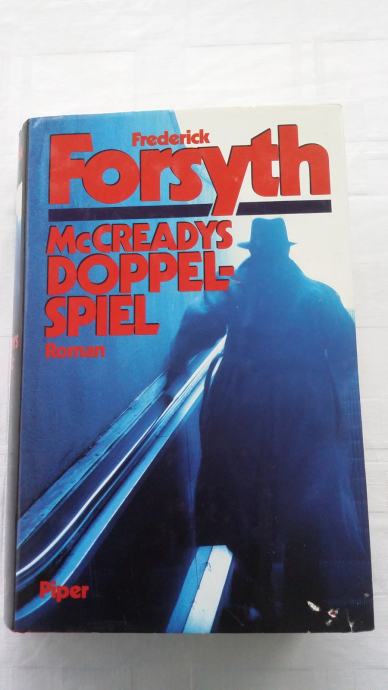 Frederick
Forsyth
McCREADYS
DOPPEL-
SPIEL
Roman
Piper